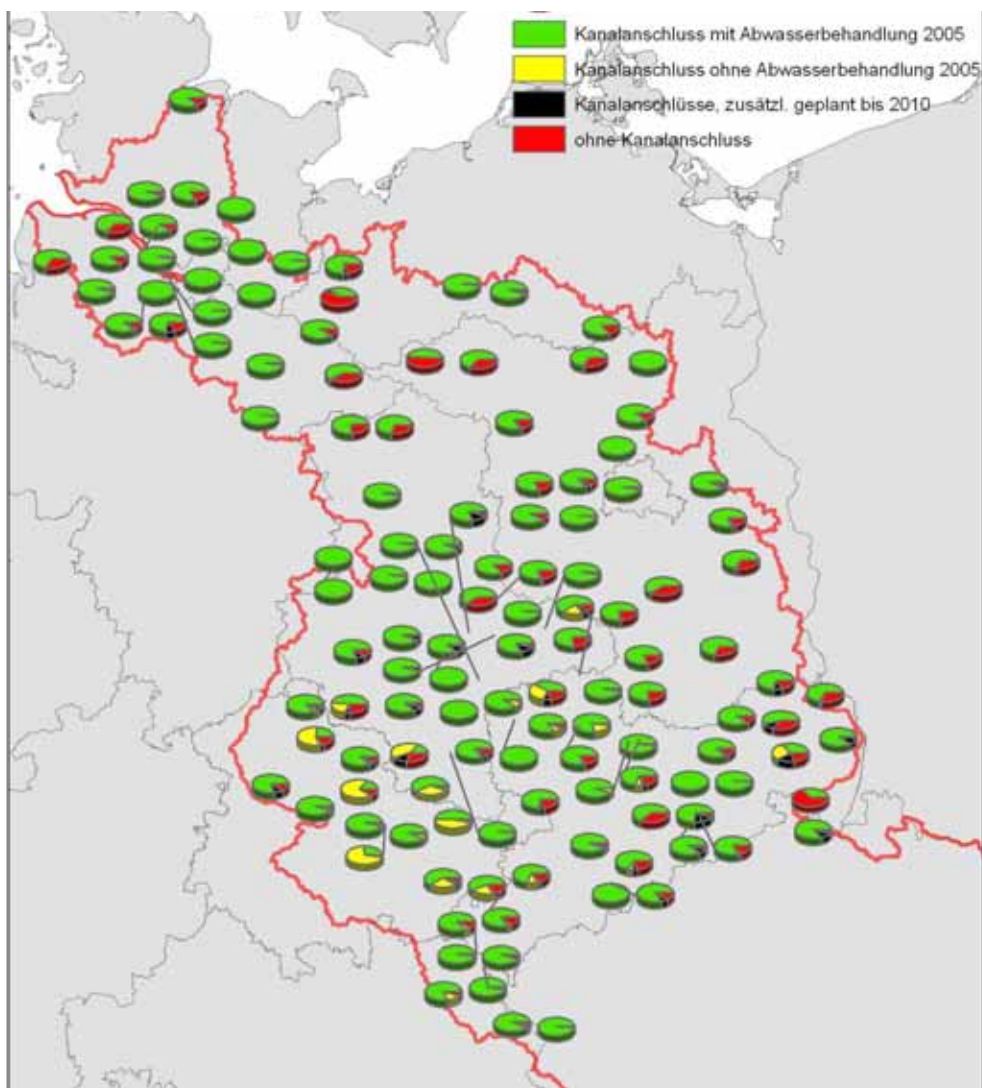 Kanalanschluss mit Abwasserbehandlung 2005
Kanalanschluss ohne Abwasserbehandlung 2005
Kanalanschlüsse, zusätzl. geplant bis 2010
ohne Kanalanschluss